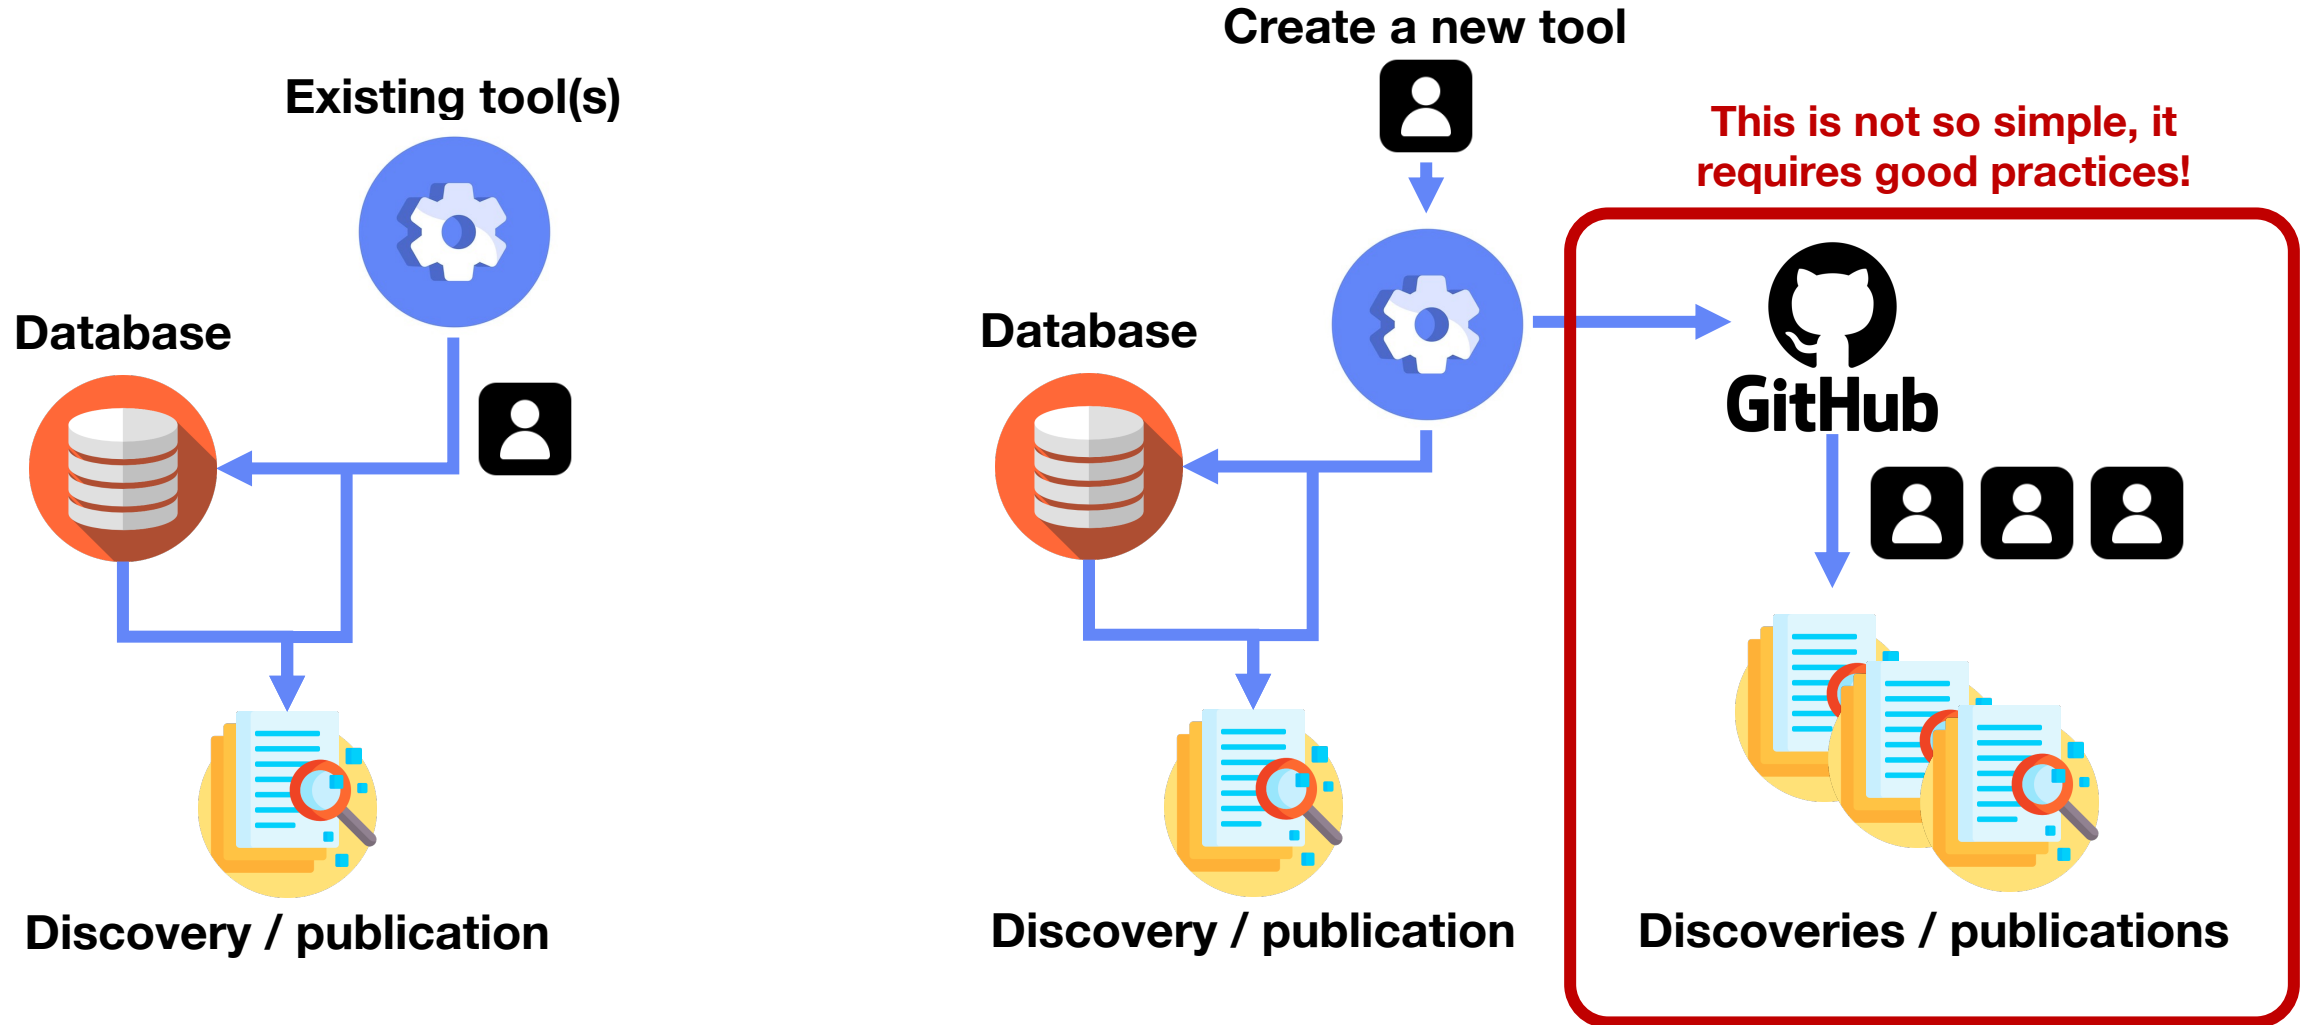 Existing tool(s)
Database
Discovery / publication
Create a new tool
Database
Discovery / publication
This is not so simple, it
requires good practices!
GitHub
Discoveries / publications